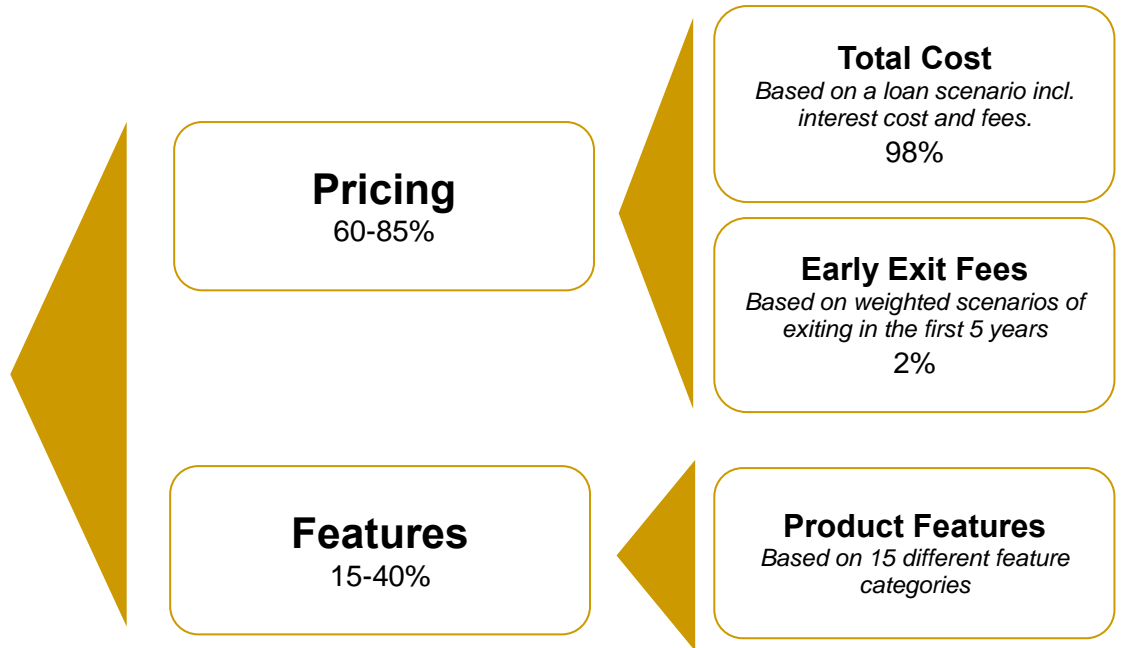 Pricing
60-85%
Total Cost
Based on a loan scenario incl.
interest cost and fees.
98%
Early Exit Fees
Based on weighted scenarios of
exiting in the first 5 years
2%
Features
15-40%
Product Features
Based on 15 different feature
categories